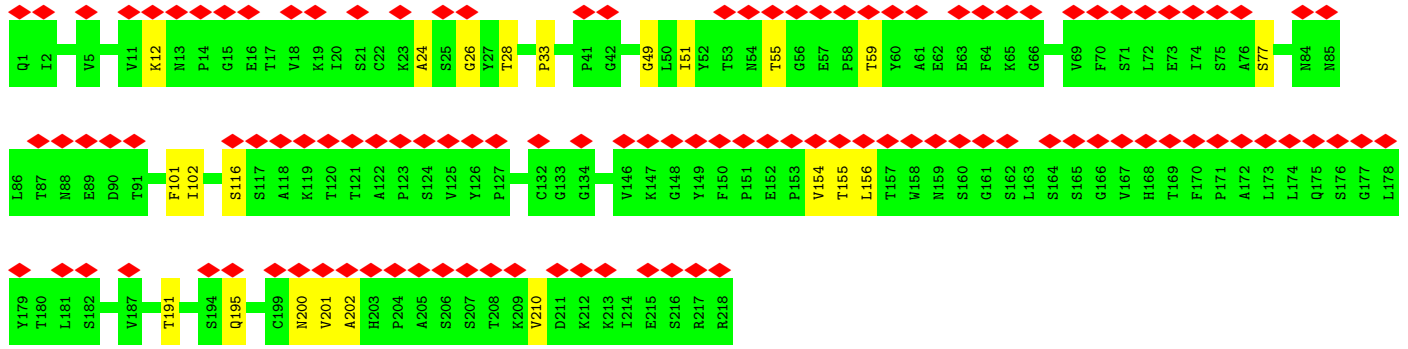 Q1 I2 V5 V11 K12 N13 P14 G15 E16 T17 V18 K19 I20 S21 C22 K23 A24 S25 G26 Y27 T28 P33 P41 G42 G49 L50 I51 Y52 T53 N54 T55 G56 E57 P58 T59 Y60 A61 E62 E63 F64 K65 G66 V69 F70 S71 L72 E73 I74 S75 A76 S77 N84 N85
L86 T87 N88 E89 D90 T91 F101 I102 S116 S117 A118 K119 T120 T121 A122 P123 S124 V125 Y126 P127 C132 G133 G134 V146 K147 G148 Y149 F150 P151 E152 P153 V154 T155 L156 T157 W158 N159 S160 G161 S162 L163 S164 S165 G166 V167 H168 T169 F170 P171 A172 L173 L174 Q175 S176 G177 L178
Y179 T180 L181 S182 V187 T191 S194 Q195 C199 N200 V201 A202 H203 P204 A205 S206 S207 T208 K209 V210 D211 K212 K213 I214 E215 S216 R217 R218